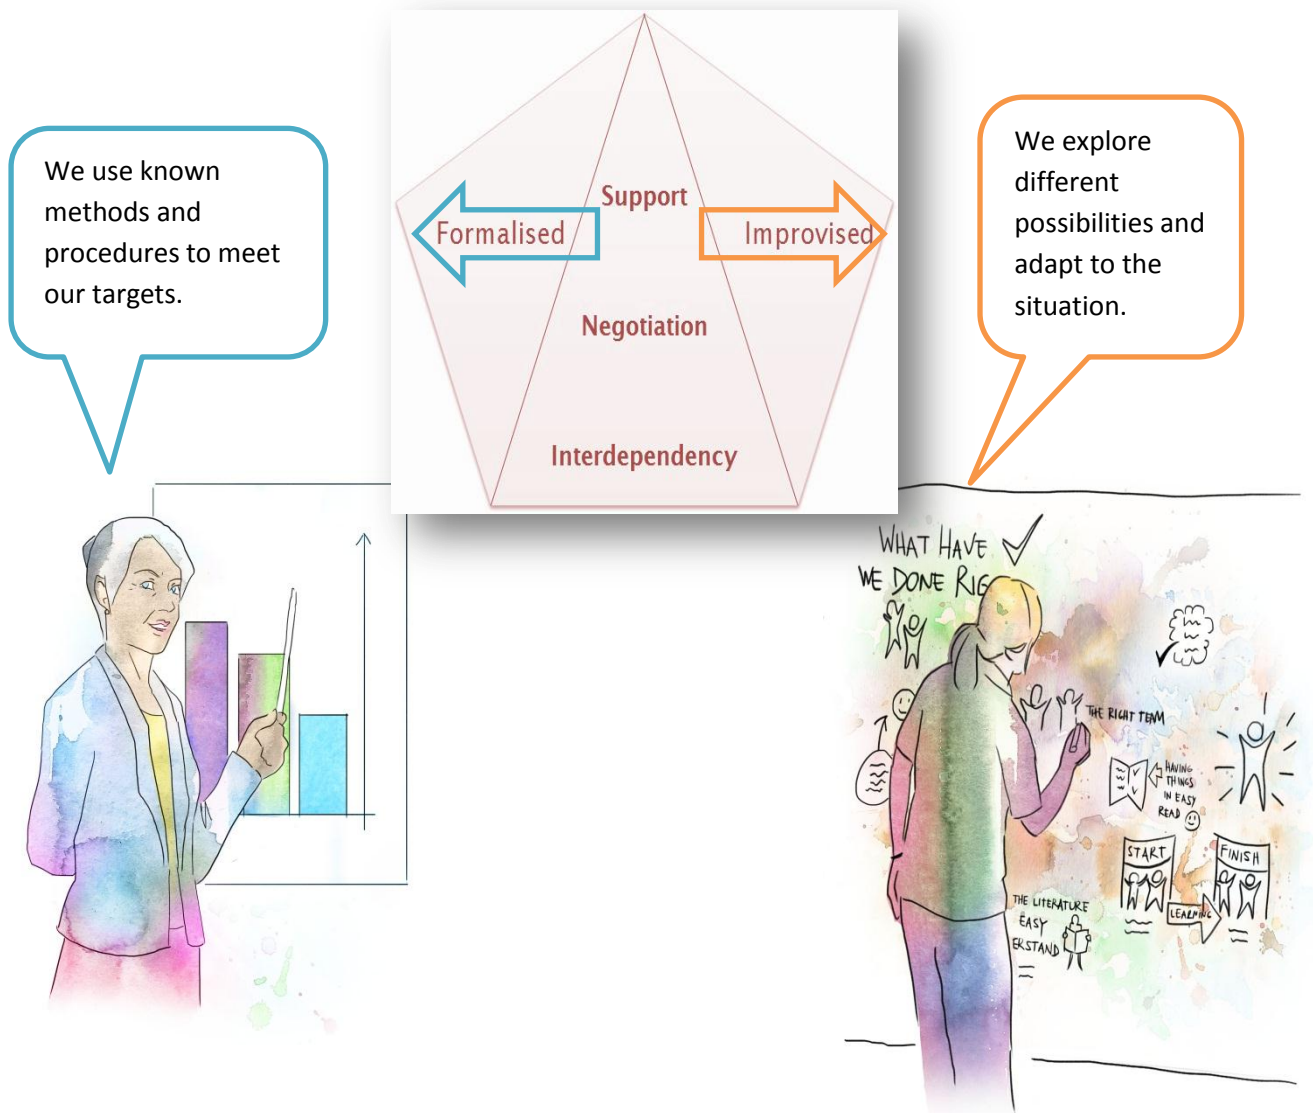 We use known
methods and
procedures to meet
our targets.
Support
Formalised
Improvised
Negotiation
Interdependency
We explore
different
possibilities and
adapt to the
situation.
WHAT HAVE
WE DONE RIG
THE RIGHT TEAM
HAVING
THINGS
IN EASY
READ
START
FINISH
LEARNING
THE LITERATURE
EASY
ERSTAND